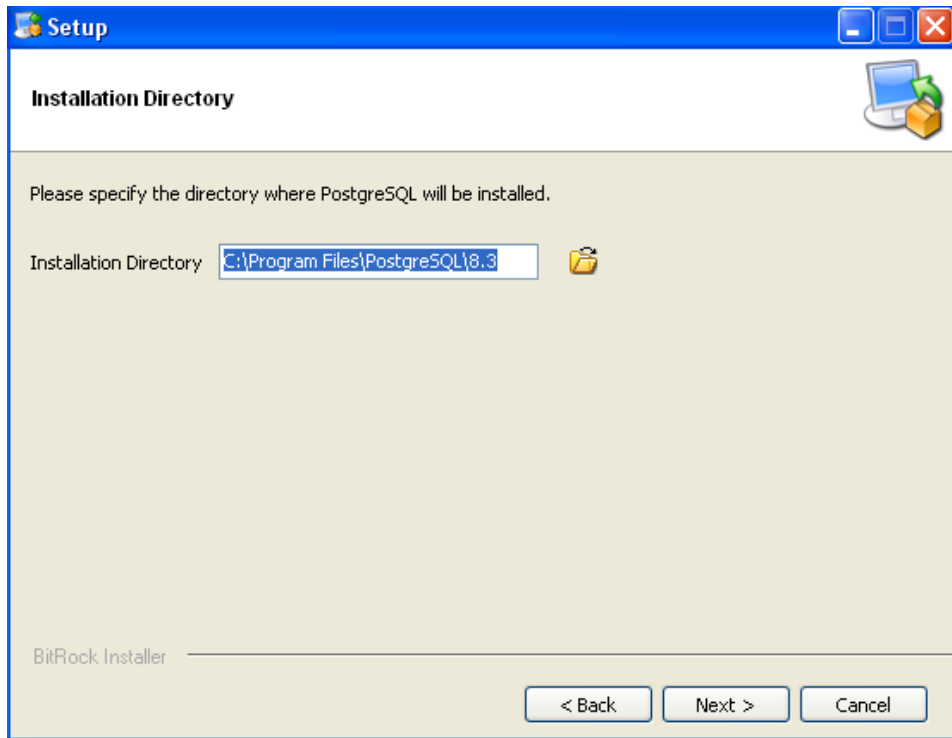 Setup
Installation Directory
Please specify the directory where PostgreSQL will be installed.
Installation Directory C:\Program Files\PostgreSQL\8.3
BitRock Installer
< Back Next > Cancel